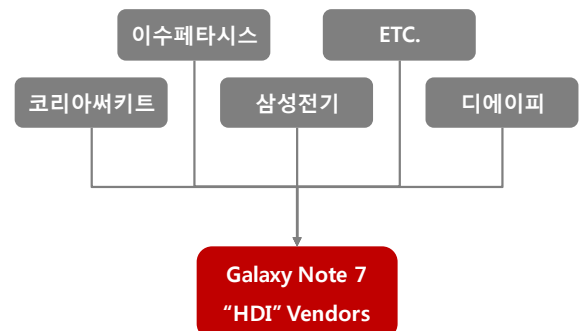 이수페타시스
ETC.
코리아써키트
삼성전기
디에이피
Galaxy Note 7
“HDI” Vendors